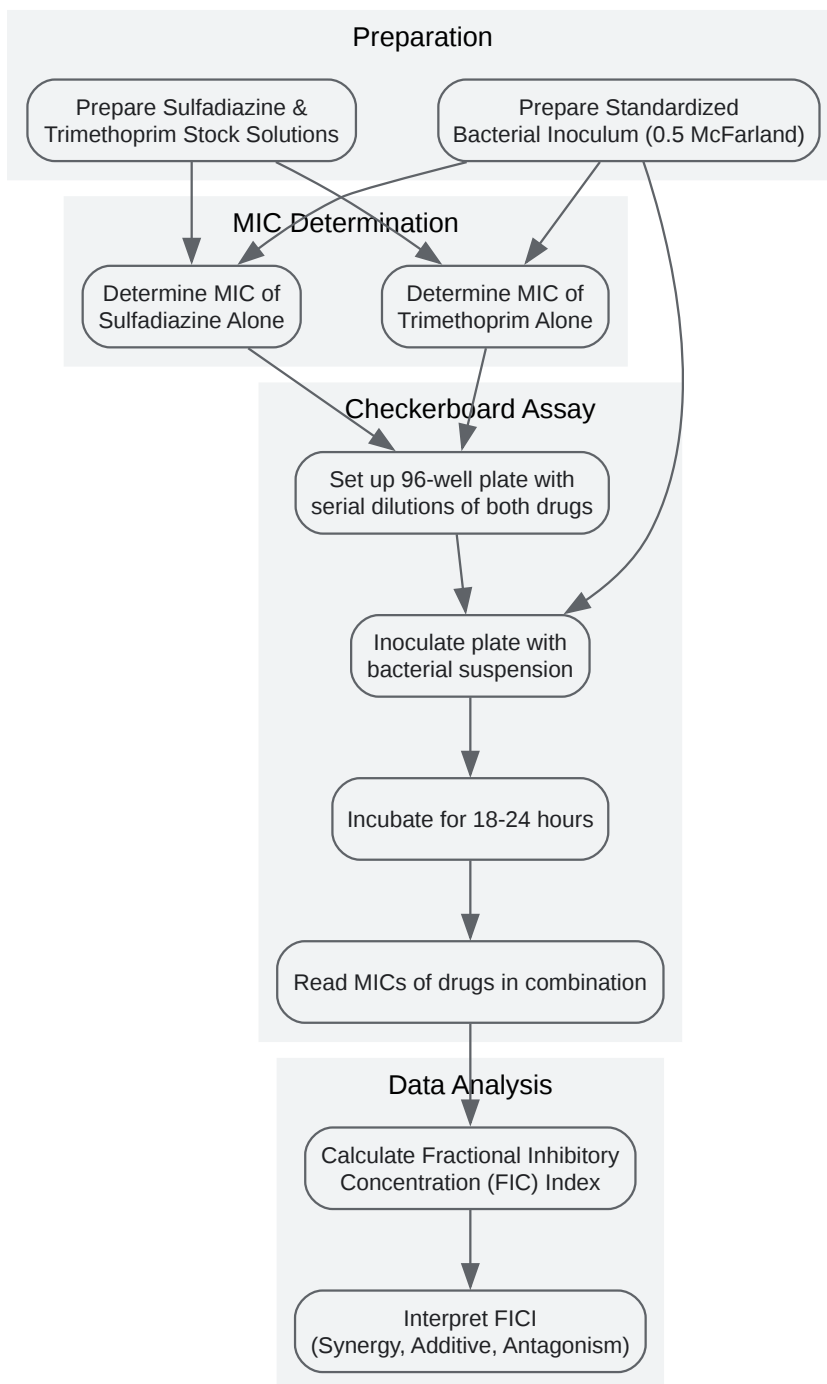 Preparation
Prepare Sulfadiazine &
Trimethoprim Stock Solutions
Prepare Standardized
Bacterial Inoculum (0.5 McFarland)
MIC Determination
Determine MIC of
Sulfadiazine Alone
Determine MIC of
Trimethoprim Alone
Checkerboard Assay
Set up 96-well plate with
serial dilutions of both drugs
Inoculate plate with
bacterial suspension
Incubate for 18-24 hours
Read MICs of drugs in combination
Data Analysis
Calculate Fractional Inhibitory
Concentration (FIC) Index
Interpret FICI
(Synergy, Additive, Antagonism)